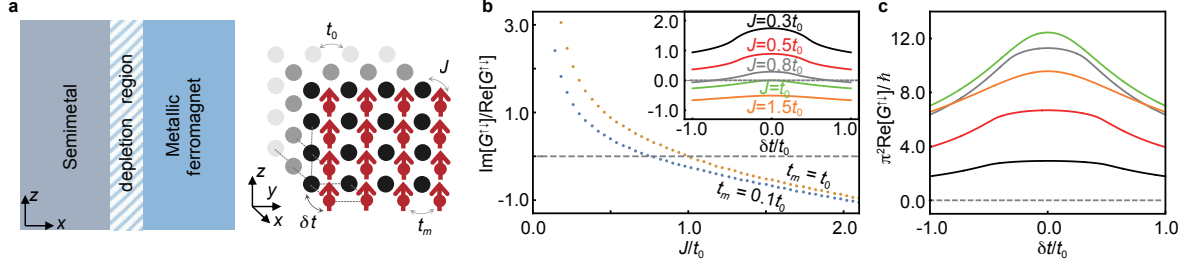 a
Semimetal
depletion region
Metallic
ferromagnet
z
x
t₀
J
z
y
x
δt
tₘ
b
Im[G↑↓]/Re[G↑↓]
3.0
1.0
-1.0
0.0
1.0
2.0
J/t₀
tₘ = t₀
tₘ = 0.1t₀
2.0
1.0
0.0
-1.0
J=0.3t₀
J=0.5t₀
J=0.8t₀
J=t₀
J=1.5t₀
-1.0
0.0
1.0
δt/t₀
c
π²Re[G↑↓]/ℏ
12.0
8.0
4.0
0.0
-1.0
0.0
1.0
δt/t₀